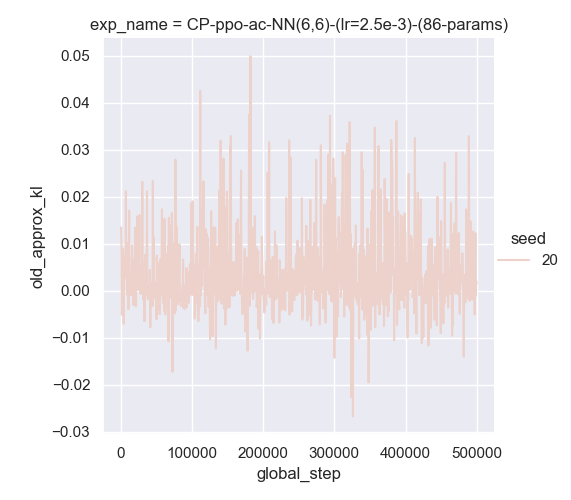 exp_name = CP-ppo-ac-NN(6,6)-(lr=2.5e-3)-(86-params)
0.05
0.04
0.03
0.02
0.01
0.00
−0.01
−0.02
−0.03
old_approx_kl
0 100000 200000 300000 400000 500000
global_step
seed
20